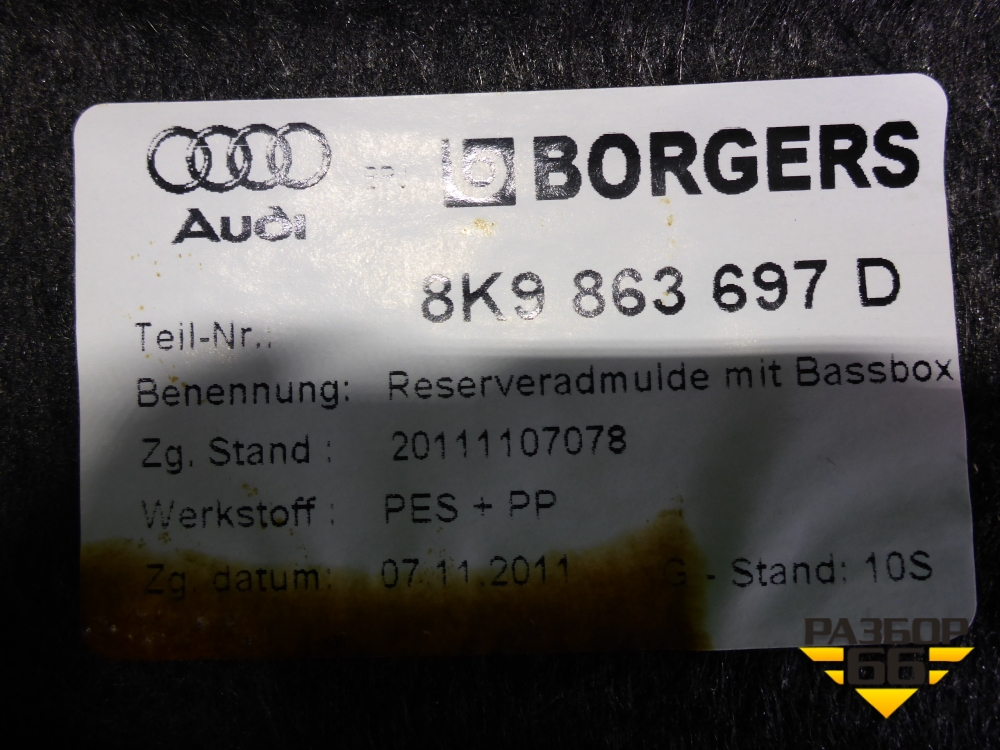 Audi
BORGERS
8K9 863 697 D
Teil-Nr.:
Benennung: Reserveradmulde mit Bassbox
Zg. Stand : 20111107078
Werkstoff : PES + PP
Zg. datum: 07.11.2011 G - Stand: 10S
РАЗБОР
66